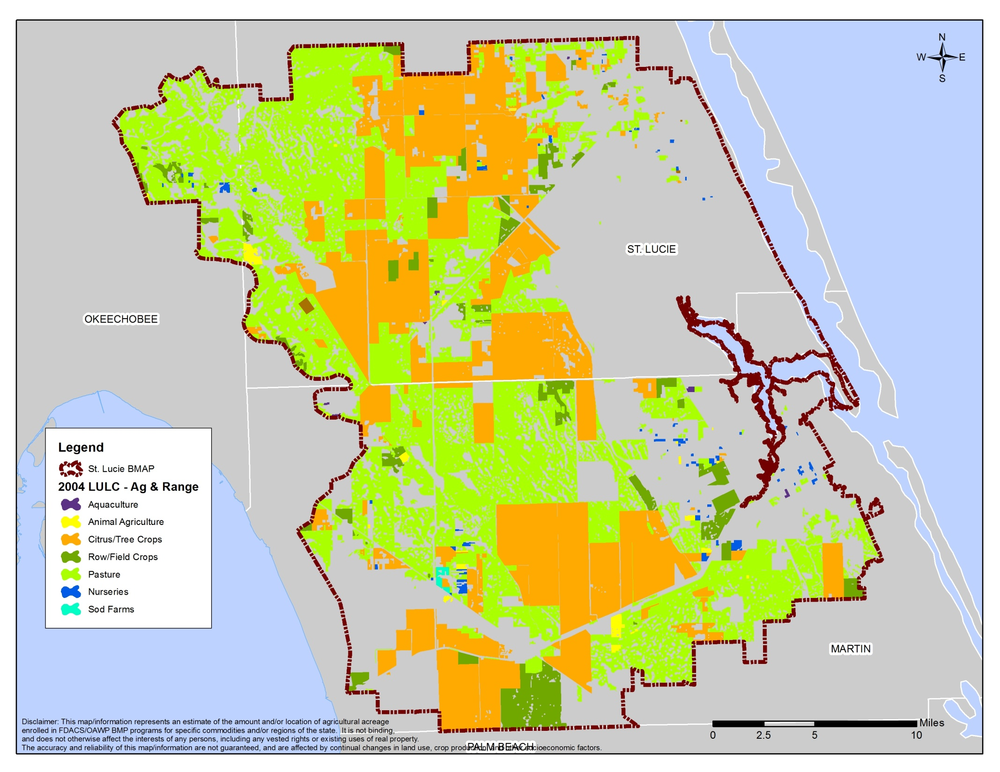 N
W E
S
ST. LUCIE
OKEECHOBEE
Legend
St. Lucie BMAP
2004 LULC - Ag & Range
Aquaculture
Animal Agriculture
Citrus/Tree Crops
Row/Field Crops
Pasture
Nurseries
Sod Farms
MARTIN
Miles
0 2.5 5 10
Disclaimer: This map/information represents an estimate of the amount and/or location of agricultural acreage
enrolled in FDACS/OAWP BMP programs for specific commodities and/or regions of the state. It is not binding,
and does not otherwise affect the interests of any persons, including any vested rights or existing uses of real property.
The accuracy and reliability of this map/information are not guaranteed, and are affected by continual changes in land use, crop production, and other socioeconomic factors.
PALM BEACH